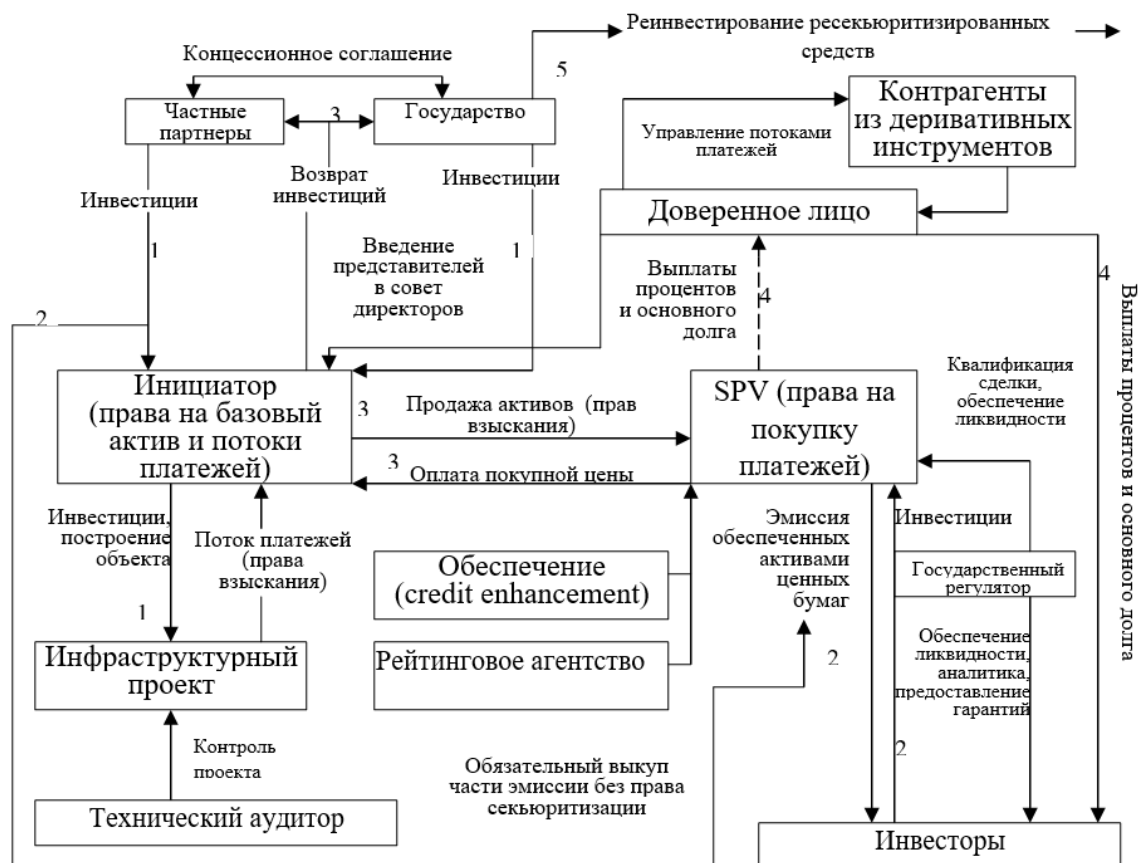 Реинвестирование ресекьюритизированных
средств
Концессионное соглашение
5
Частные
партнеры
3
Государство
Контрагенты
из деривативных
инструментов
Управление потоками
платежей
Инвестиции
Возврат
инвестиций
Инвестиции
Доверенное лицо
1
Введение
представителей
в совет
директоров
1
Выплаты
процентов
и основного
долга
4
4
Выплаты процентов и основного долга
2
Квалификация
сделки,
обеспечение
ликвидности
Инициатор
(права на базовый
актив и потоки
платежей)
3
Продажа активов (прав
взыскания)
3
Оплата покупной цены
SPV (права на
покупку
платежей)
Инвестиции,
построение
объекта
Поток платежей
(права
взыскания)
1
Обеспечение
(credit enhancement)
Эмиссия
обеспеченных
активами
ценных
бумаг
Инвестиции
Государственный
регулятор
Инфраструктурный
проект
Рейтинговое агентство
2
Обеспечение
ликвидности,
аналитика,
предоставление
гарантий
2
Контроль
проекта
Обязательный выкуп
части эмиссии без права
секьюритизации
Технический аудитор
Инвесторы